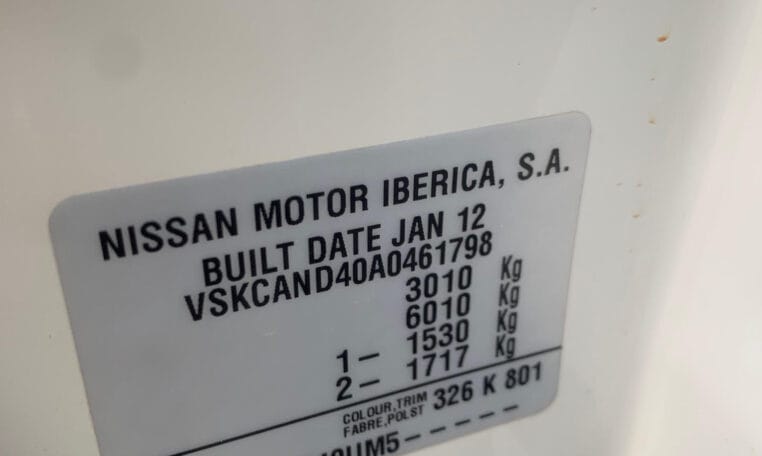 NISSAN MOTOR IBERICA, S.A.
BUILT DATE JAN 12
VSKCAND40A0461798
3010 Kg
6010 Kg
1– 1530 Kg
2– 1717 Kg
COLOUR,TRIM 326 K 801
FABRE,POLST